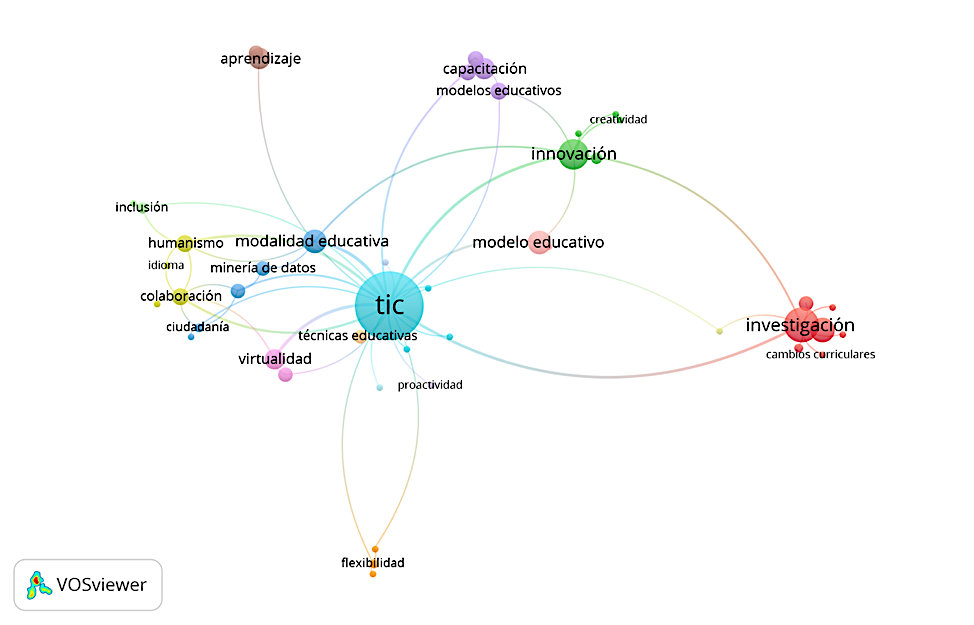 aprendizaje
capacitación
modelos educativos
creatividad
innovación
inclusión
humanismo
modalidad educativa
modelo educativo
idioma
minería de datos
colaboración
tic
ciudadanía
técnicas educativas
investigación
virtualidad
cambios curriculares
proactividad
flexibilidad
VOSviewer